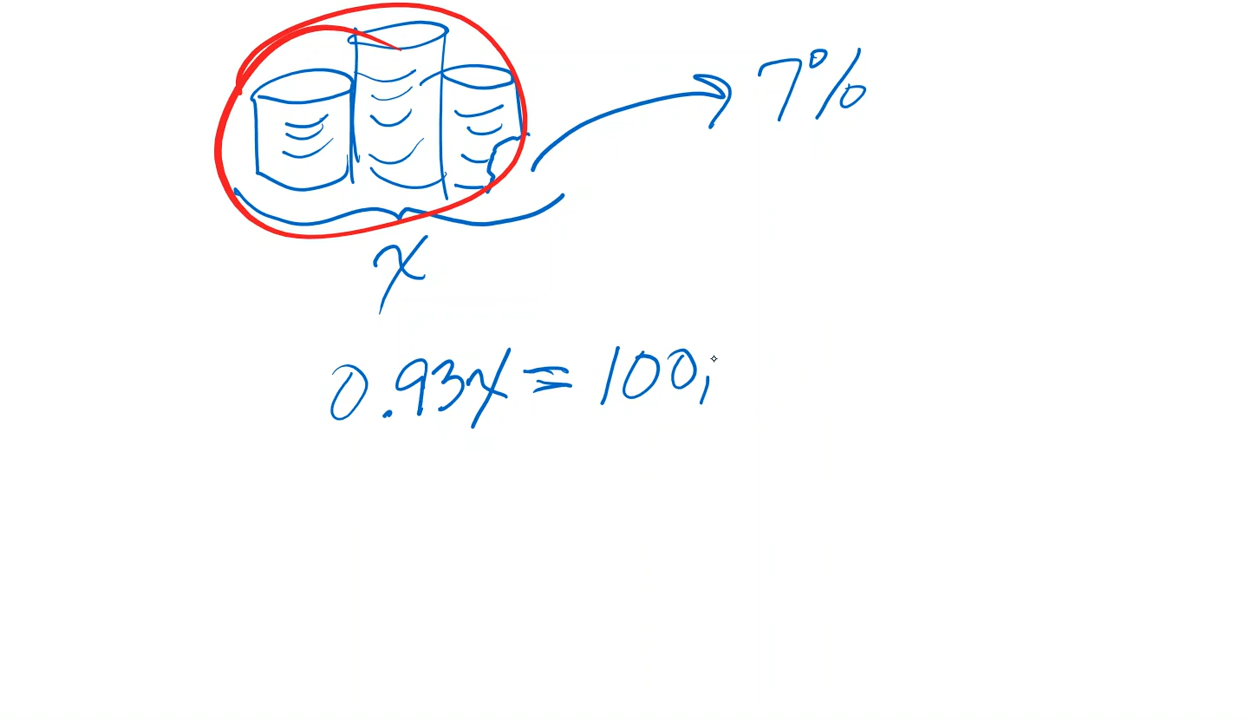 7%
x
0.93x = 100,